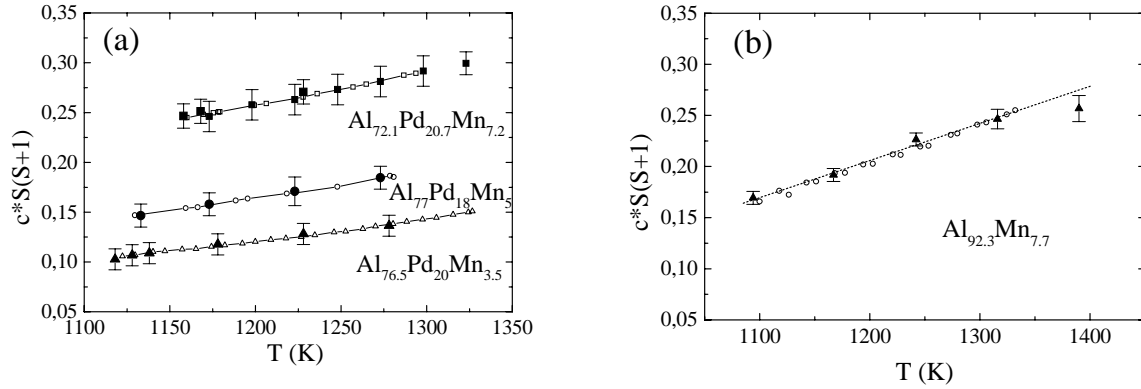 (a)
0,35
0,30
0,25
0,20
0,15
0,10
0,05
c*S(S+1)
Al72.1Pd20.7Mn7.2
Al77Pd18Mn5
Al76.5Pd20Mn3.5
1100 1150 1200 1250 1300 1350
T (K)
(b)
0,35
0,30
0,25
0,20
0,15
0,10
0,05
c*S(S+1)
Al92.3Mn7.7
1100 1200 1300 1400
T (K)